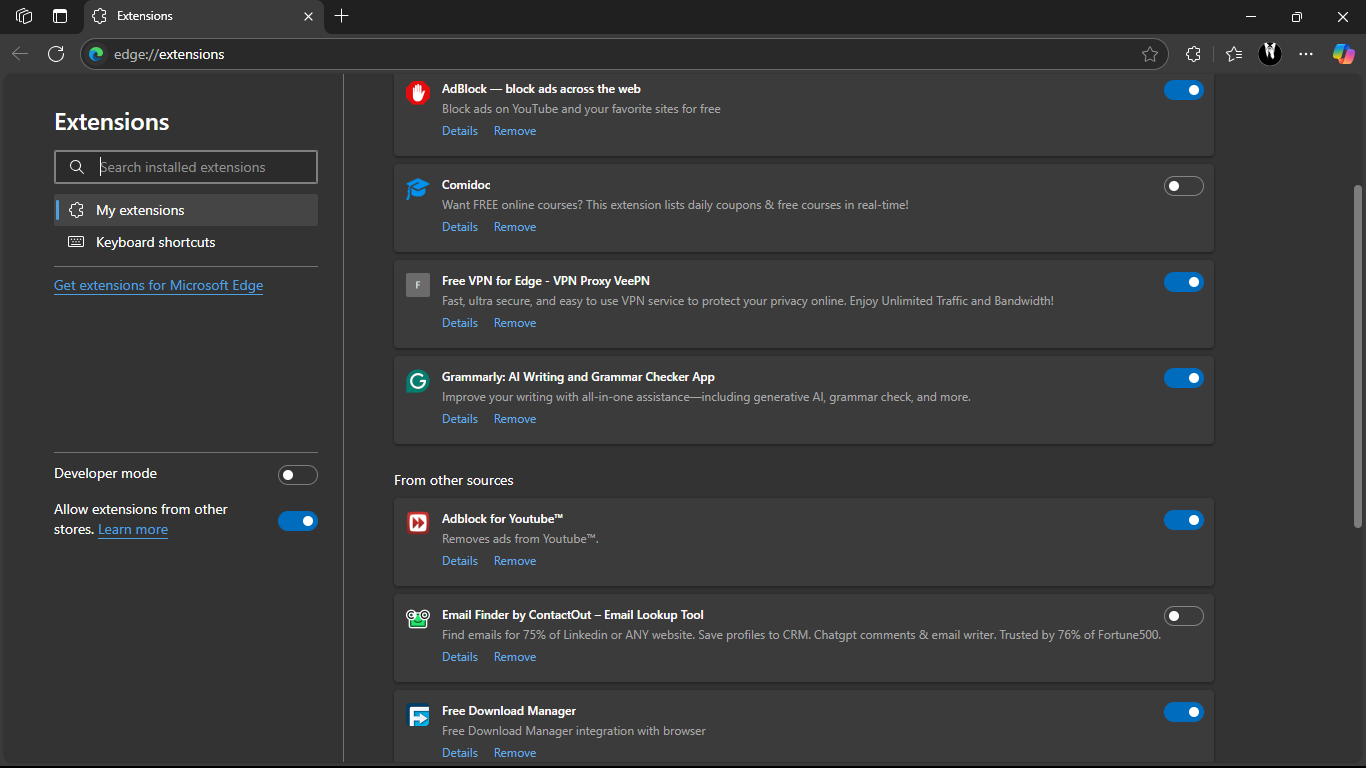 Extensions
edge://extensions
Extensions
Search installed extensions
My extensions
Keyboard shortcuts
Get extensions for Microsoft Edge
Developer mode
Allow extensions from other
stores. Learn more
AdBlock — block ads across the web
Block ads on YouTube and your favorite sites for free
Details Remove
Comidoc
Want FREE online courses? This extension lists daily coupons & free courses in real-time!
Details Remove
F
Free VPN for Edge - VPN Proxy VeePN
Fast, ultra secure, and easy to use VPN service to protect your privacy online. Enjoy Unlimited Traffic and Bandwidth!
Details Remove
Grammarly: AI Writing and Grammar Checker App
Improve your writing with all-in-one assistance—including generative AI, grammar check, and more.
Details Remove
From other sources
Adblock for Youtube™
Removes ads from Youtube™.
Details Remove
Email Finder by ContactOut – Email Lookup Tool
Find emails for 75% of Linkedin or ANY website. Save profiles to CRM. Chatgpt comments & email writer. Trusted by 76% of Fortune500.
Details Remove
Free Download Manager
Free Download Manager integration with browser
Details Remove